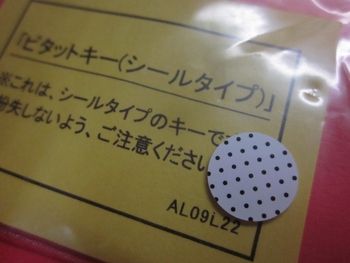 「ピタットキー(シールタイプ)」
※これは、シールタイプのキーです
紛失しないよう、ご注意ください
AL09L22